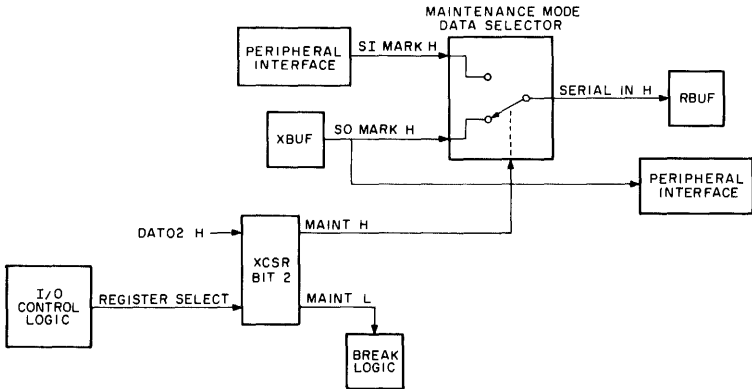 MAINTENANCE MODE
DATA SELECTOR
PERIPHERAL
INTERFACE
SI MARK H
SERIAL IN H
RBUF
XBUF
SO MARK H
PERIPHERAL
INTERFACE
DATO2 H
XCSR
BIT 2
MAINT H
I/O
CONTROL
LOGIC
REGISTER SELECT
MAINT L
BREAK
LOGIC